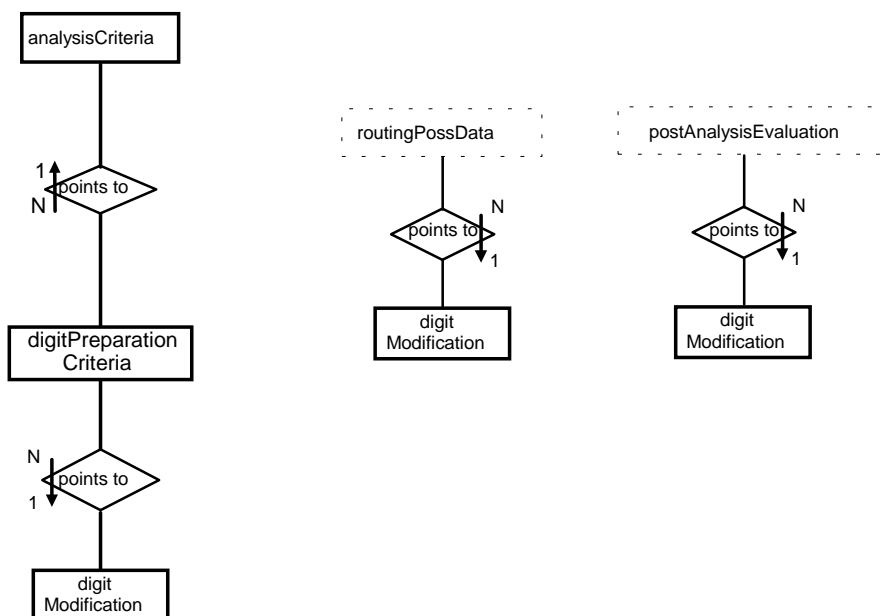 analysisCriteria
1
points to
N
digitPreparation
Criteria
N
points to
1
digit
Modification
routingPossData
N
points to
1
digit
Modification
postAnalysisEvaluation
N
points to
1
digit
Modification